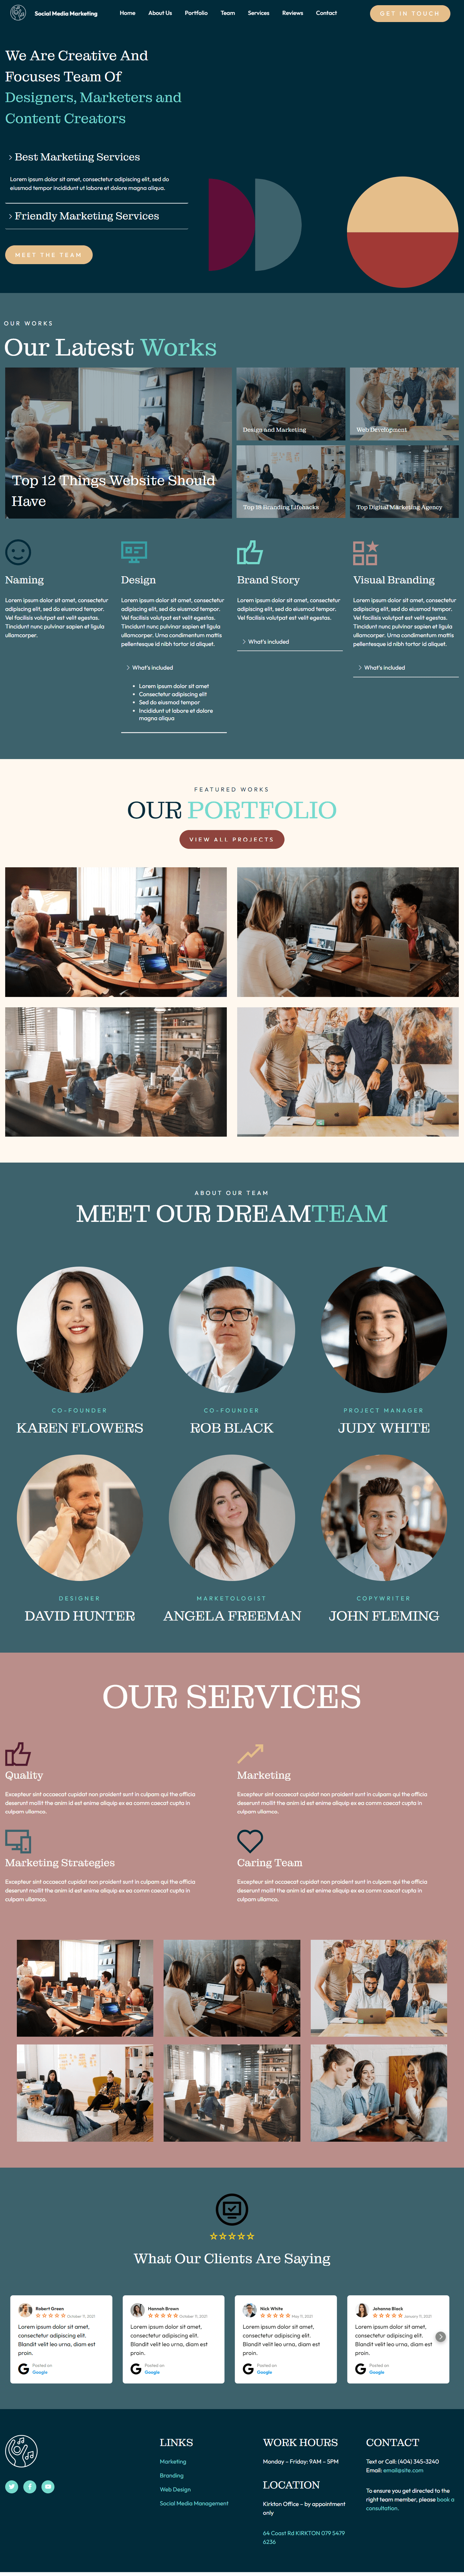 Social Media Marketing
Home
About Us
Portfolio
Team
Services
Reviews
Contact
GET IN TOUCH
We Are Creative And
Focuses Team Of
Designers, Marketers and
Content Creators
Best Marketing Services
Lorem ipsum dolor sit amet, consectetur adipiscing elit, sed do
eiusmod tempor incididunt ut labore et dolore magna aliqua.
Friendly Marketing Services
MEET THE TEAM
OUR WORKS
Our Latest Works
Top 12 Things Website Should
Have
Design and Marketing
Web Development
Top 18 Branding Lifehacks
Top Digital Marketing Agency
Naming
Lorem ipsum dolor sit amet, consectetur
adipiscing elit, sed do eiusmod tempor.
Vel facilisis volutpat est velit egestas.
Tincidunt nunc pulvinar sapien et ligula
ullamcorper.
Design
Lorem ipsum dolor sit amet, consectetur
adipiscing elit, sed do eiusmod tempor.
Vel facilisis volutpat est velit egestas.
Tincidunt nunc pulvinar sapien et ligula
ullamcorper. Urna condimentum mattis
pellentesque id nibh tortor id aliquet.
What's included
Lorem ipsum dolor sit amet
Consectetur adipiscing elit
Sed do eiusmod tempor
Incididunt ut labore et dolore
magna aliqua
Brand Story
Lorem ipsum dolor sit amet, consectetur
adipiscing elit, sed do eiusmod tempor.
Vel facilisis volutpat est velit egestas.
What's included
Visual Branding
Lorem ipsum dolor sit amet, consectetur
adipiscing elit, sed do eiusmod tempor.
Vel facilisis volutpat est velit egestas.
Tincidunt nunc pulvinar sapien et ligula
ullamcorper. Urna condimentum mattis
pellentesque id nibh tortor id aliquet.
What's included
FEATURED WORKS
OUR PORTFOLIO
VIEW ALL PROJECTS
ABOUT OUR TEAM
MEET OUR DREAMTEAM
CO-FOUNDER
KAREN FLOWERS
CO-FOUNDER
ROB BLACK
PROJECT MANAGER
JUDY WHITE
DESIGNER
DAVID HUNTER
MARKETOLOGIST
ANGELA FREEMAN
COPYWRITER
JOHN FLEMING
OUR SERVICES
Quality
Excepteur sint occaecat cupidat non proident sunt in culpam qui tha officia
deserunt mollit tha anim id est enime aliquip ex ea comm caecat cupta in
culpam ullamco.
Marketing
Excepteur sint occaecat cupidat non proident sunt in culpam qui tha officia
deserunt mollit tha anim id est enime aliquip ex ea comm caecat cupta in
culpam ullamco.
Marketing Strategies
Excepteur sint occaecat cupidat non proident sunt in culpam qui tha officia
deserunt mollit tha anim id est enime aliquip ex ea comm caecat cupta in
culpam ullamco.
Caring Team
Excepteur sint occaecat cupidat non proident sunt in culpam qui tha officia
deserunt mollit tha anim id est enime aliquip ex ea comm caecat cupta in
culpam ullamco.
What Our Clients Are Saying
Robert Green
October 11, 2021
Lorem ipsum dolor sit amet,
consectetur adipiscing elit.
Blandit velit leo urna, diam est
proin.
Posted on
Google
Hannah Brown
October 11, 2021
Lorem ipsum dolor sit amet,
consectetur adipiscing elit.
Blandit velit leo urna, diam est
proin.
Posted on
Google
Nick White
May 11, 2021
Lorem ipsum dolor sit amet,
consectetur adipiscing elit.
Blandit velit leo urna, diam est
proin.
Posted on
Google
Johanna Black
January 11, 2021
Lorem ipsum dolor sit amet,
consectetur adipiscing elit.
Blandit velit leo urna, diam est
proin.
Posted on
Google
LINKS
Marketing
Branding
Web Design
Social Media Management
WORK HOURS
Monday – Friday: 9AM – 5PM
LOCATION
Kirkton Office – by appointment
only
64 Coast Rd KIRKTON 079 5479
6236
CONTACT
Text or Call: (404) 345-3240
Email: email@site.com
To ensure you get directed to the
right team member, please book a
consultation.